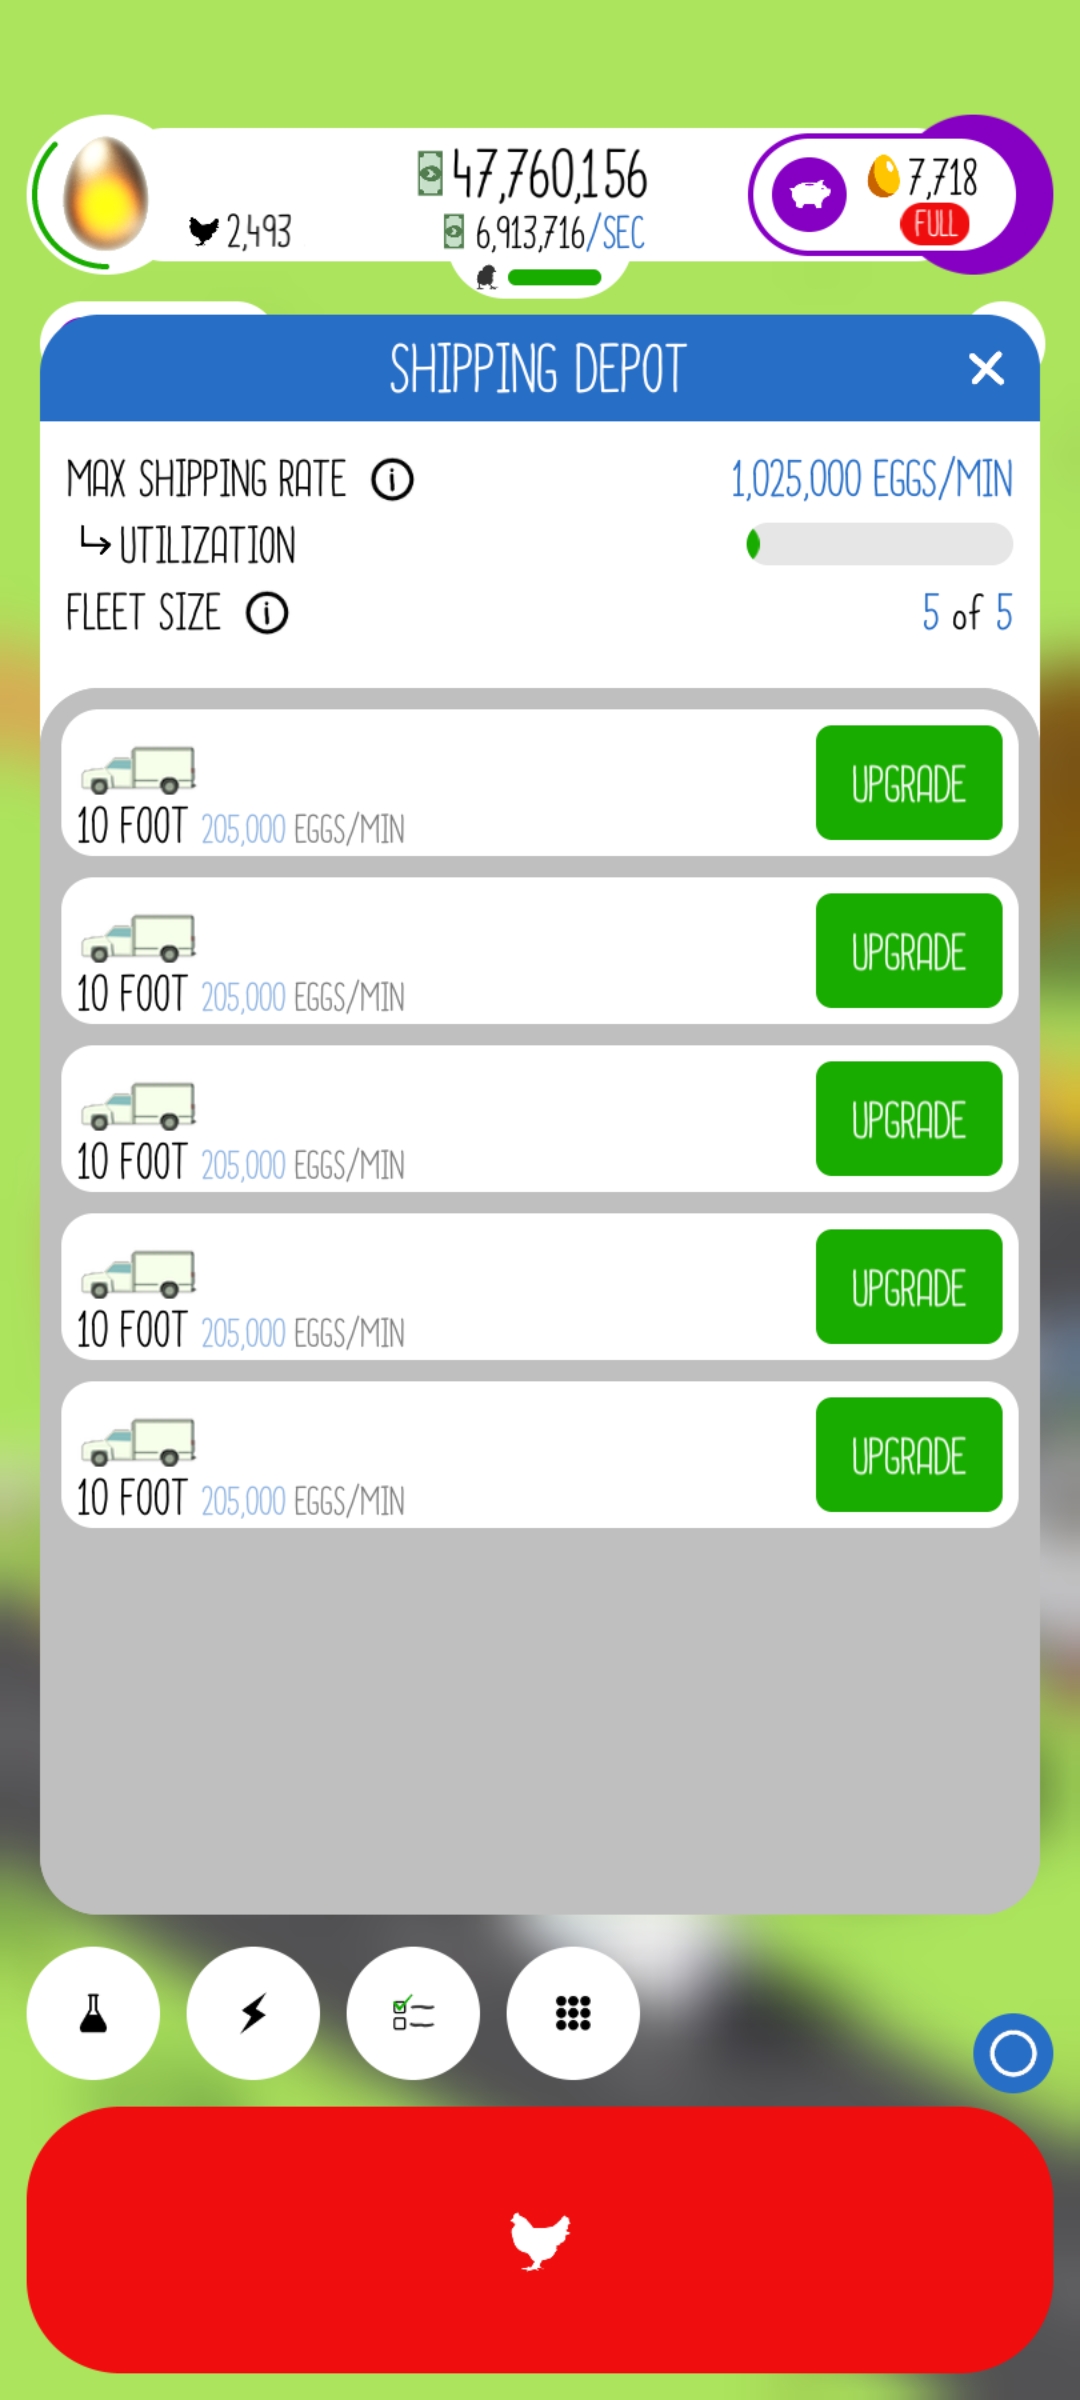 47,760,156
7,718
2,493
6,913,716/SEC
FULL
SHIPPING DEPOT
MAX SHIPPING RATE
1,025,000 EGGS/MIN
UTILIZATION
FLEET SIZE
5 of 5
UPGRADE
10 FOOT 205,000 EGGS/MIN
UPGRADE
10 FOOT 205,000 EGGS/MIN
UPGRADE
10 FOOT 205,000 EGGS/MIN
UPGRADE
10 FOOT 205,000 EGGS/MIN
UPGRADE
10 FOOT 205,000 EGGS/MIN